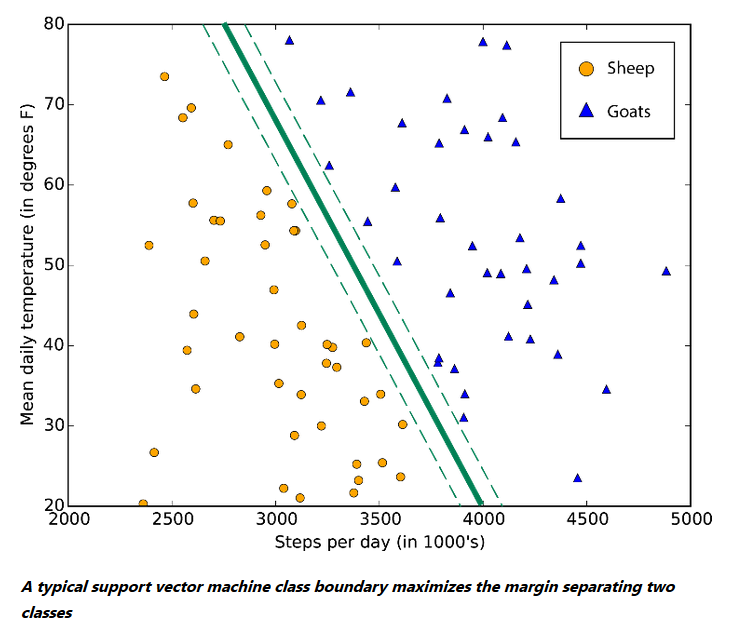 80
70
60
50
40
30
20
Mean daily temperature (in degrees F)
Sheep
Goats
2000 2500 3000 3500 4000 4500 5000
Steps per day (in 1000's)
A typical support vector machine class boundary maximizes the margin separating two
classes